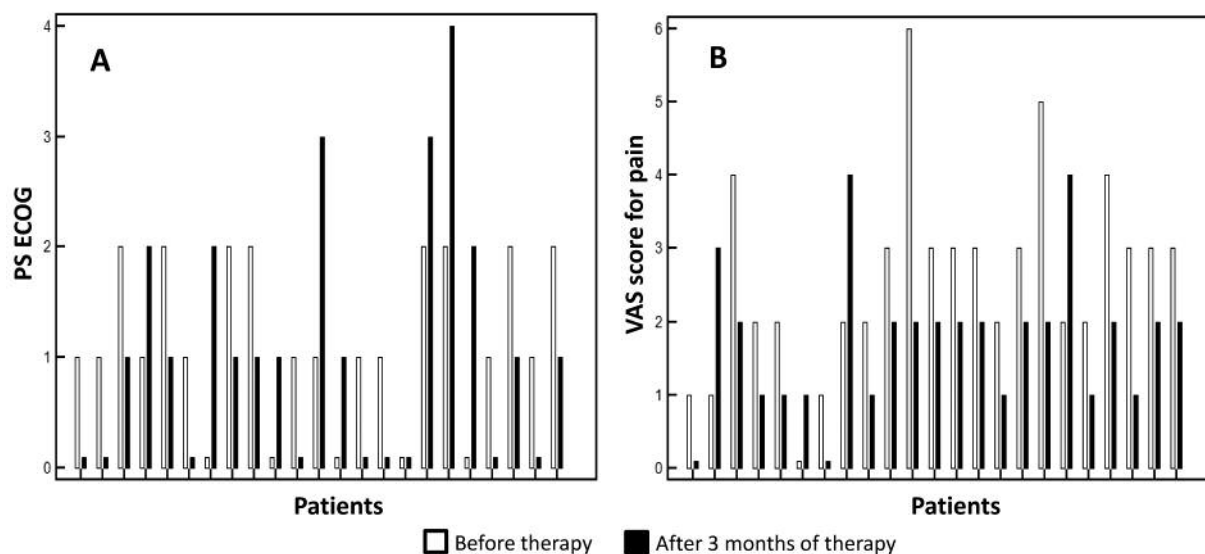 A
PS ECOG
4
3
2
1
0
Patients
B
VAS score for pain
6
5
4
3
2
1
0
Patients
Before therapy
After 3 months of therapy